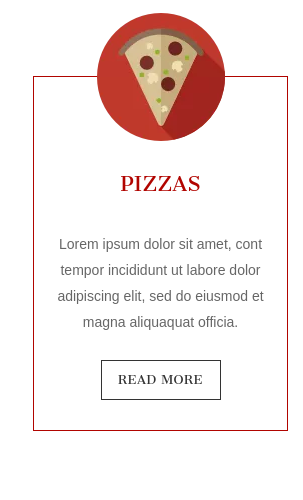 PIZZAS
Lorem ipsum dolor sit amet, cont
tempor incididunt ut labore dolor
adipiscing elit, sed do eiusmod et
magna aliquaquat officia.
READ MORE